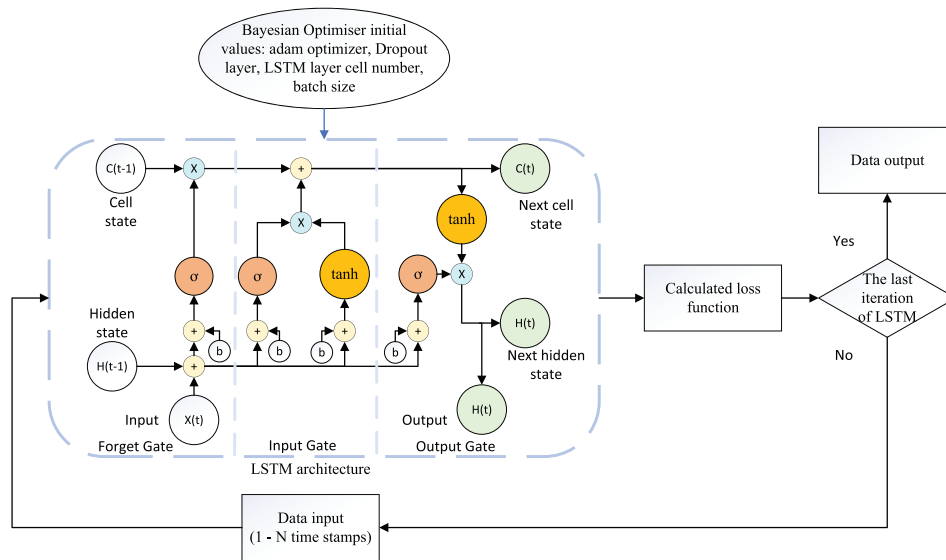 Bayesian Optimiser initial
values: adam optimizer, Dropout
layer, LSTM layer cell number,
batch size
C(t-1)
X
+
C(t)
Cell
state
Next cell
state
X
tanh
σ
σ
tanh
σ
X
Hidden
state
+
b
+
b
b
+
b
+
H(t-1)
+
H(t)
Next hidden
state
Input
X(t)
Output
H(t)
Forget Gate
Input Gate
Output Gate
LSTM architecture
Calculated loss
function
The last
iteration
of LSTM
Yes
No
Data output
Data input
(1 - N time stamps)